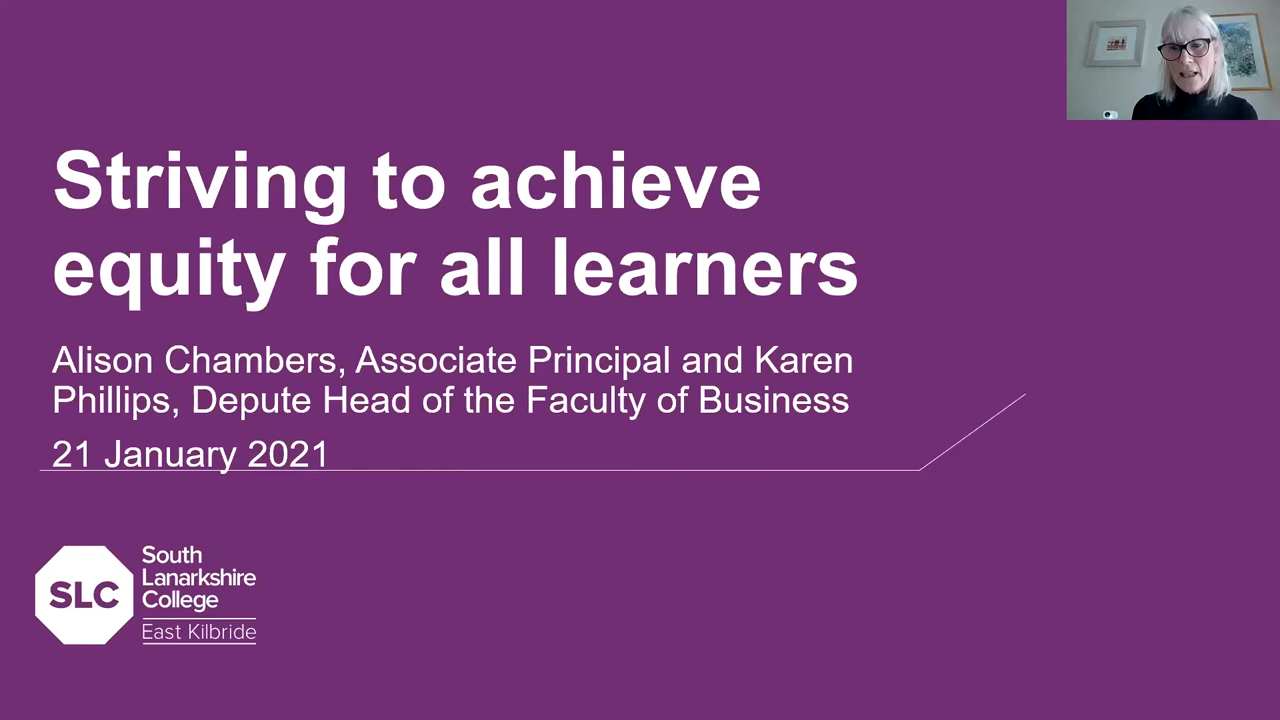 Striving to achieve
equity for all learners
Alison Chambers, Associate Principal and Karen
Phillips, Depute Head of the Faculty of Business
21 January 2021
SLC
South
Lanarkshire
College
East Kilbride